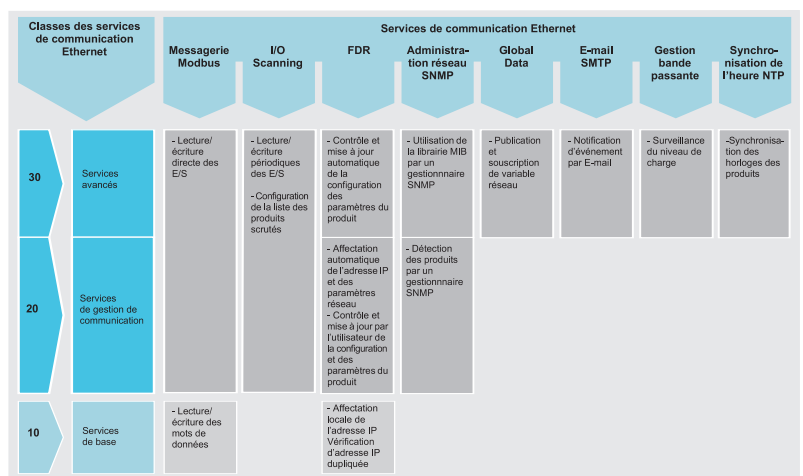 Classes des services
de communication
Ethernet
Services de communication Ethernet
Messagerie
Modbus
I/O
Scanning
FDR
Administra-
tion réseau
SNMP
Global
Data
E-mail
SMTP
Gestion
bande
passante
Synchro-
nisation de
l'heure NTP
30
Services
avancés
- Lecture/
écriture
directe des
E/S
- Lecture/
écriture
périodiques
des E/S
- Configuration
de la liste des
produits
scrutés
- Contrôle et
mise à jour
automatique
de la
configuration
des
paramètres du
produit
- Utilisation de
la librairie MIB
par un
gestionnnaire
SNMP
- Publication
et
souscription
de variable
réseau
- Notification
d'évènement
par E-mail
- Surveillance
du niveau de
charge
-Synchronisa-
tion des
horloges des
produits
20
Services
de gestion de
communication
- Affectation
automatique
de l'adresse IP
et des
paramètres
réseau
- Contrôle et
mise à jour par
l'utilisateur de
la configuration
et des
paramètres du
produit
- Détection
des produits
par un
gestionnnaire
SNMP
10
Services
de base
- Lecture/
écriture des
mots de
données
- Affectation
locale de
l'adresse IP
Vérification
d'adresse IP
dupliquée